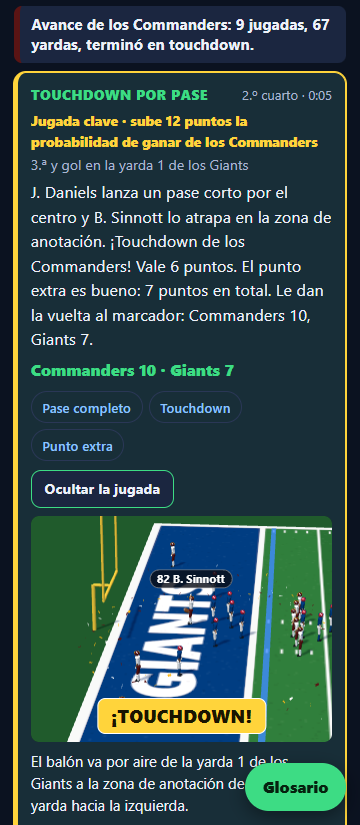 Avance de los Commanders: 9 jugadas, 67
yardas, terminó en touchdown.
TOUCHDOWN POR PASE
2.º cuarto · 0:05
Jugada clave · sube 12 puntos la
probabilidad de ganar de los Commanders
3.ª y gol en la yarda 1 de los Giants
J. Daniels lanza un pase corto por el
centro y B. Sinnott lo atrapa en la zona de
anotación. ¡Touchdown de los
Commanders! Vale 6 puntos. El punto
extra es bueno: 7 puntos en total. Le dan
la vuelta al marcador: Commanders 10,
Giants 7.
Commanders 10 · Giants 7
Pase completo
Touchdown
Punto extra
Ocultar la jugada
82 B. Sinnott
GIANTS
¡TOUCHDOWN!
El balón va por aire de la yarda 1 de los
Giants a la zona de anotación de
yarda hacia la izquierda.
Glosario